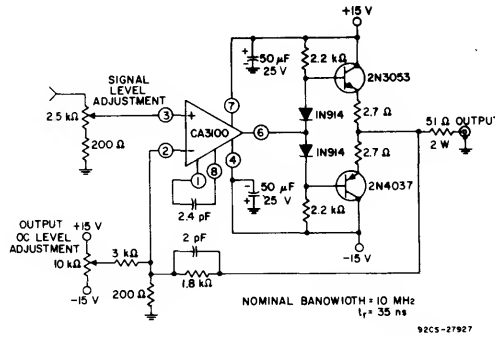 +15 V
50 μF
25 V
2.2 kΩ
2N3053
SIGNAL
LEVEL
ADJUSTMENT
2.5 kΩ
200 Ω
3
+
CA3100
2
–
7
6
4
1
8
2.4 pF
IN914
IN914
2.7 Ω
2.7 Ω
51 Ω OUTPUT
2 W
50 μF
25 V
2.2 kΩ
2N4037
-15 V
OUTPUT
OC LEVEL
ADJUSTMENT
+15 V
10 kΩ
-15 V
3 kΩ
200 Ω
2 pF
1.8 kΩ
NOMINAL BANOWIOTH = 10 MHz
tr = 35 ns
92CS-27927